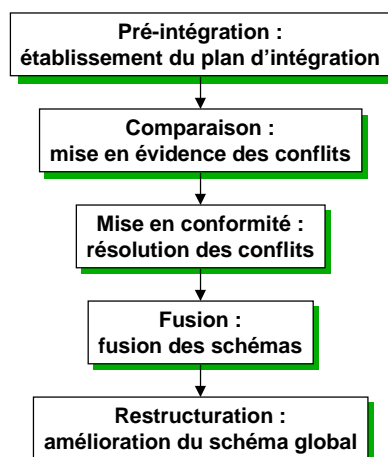 Pré-intégration :
établissement du plan d’intégration
Comparaison :
mise en évidence des conflits
Mise en conformité :
résolution des conflits
Fusion :
fusion des schémas
Restructuration :
amélioration du schéma global